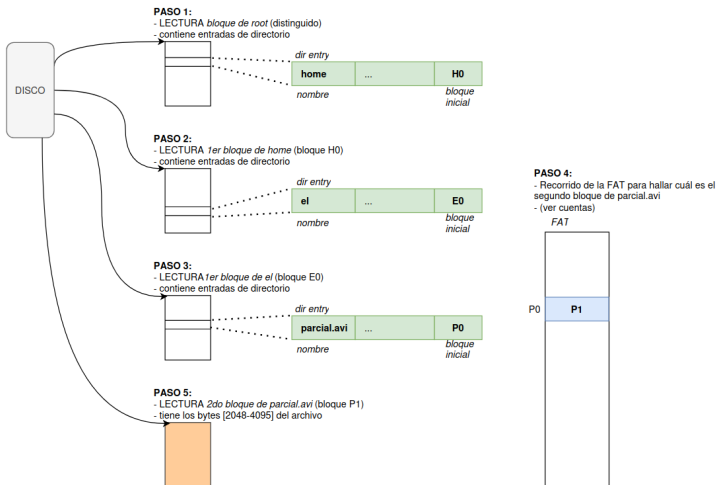 PASO 1:
- LECTURA bloque de root (distinguido)
- contiene entradas de directorio
dir entry
home ... H0
nombre
bloque
inicial
DISCO
PASO 2:
- LECTURA 1er bloque de home (bloque H0)
- contiene entradas de directorio
dir entry
el ... E0
nombre
bloque
inicial
PASO 3:
- LECTURA1er bloque de el (bloque E0)
- contiene entradas de directorio
dir entry
parcial.avi ... P0
nombre
bloque
inicial
PASO 4:
- Recorrido de la FAT para hallar cuál es el
segundo bloque de parcial.avi
- (ver cuentas)
FAT
P0 P1
PASO 5:
- LECTURA 2do bloque de parcial.avi (bloque P1)
- tiene los bytes [2048-4095] del archivo